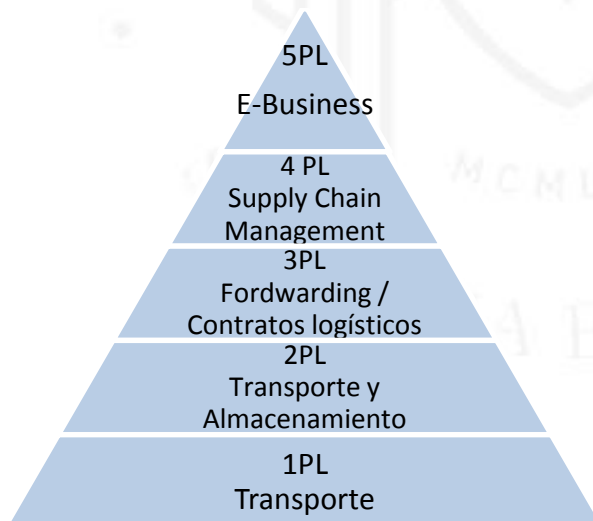 5PL
E-Business
4 PL
Supply Chain
Management
3PL
Fordwarding /
Contratos logísticos
2PL
Transporte y
Almacenamiento
1PL
Transporte